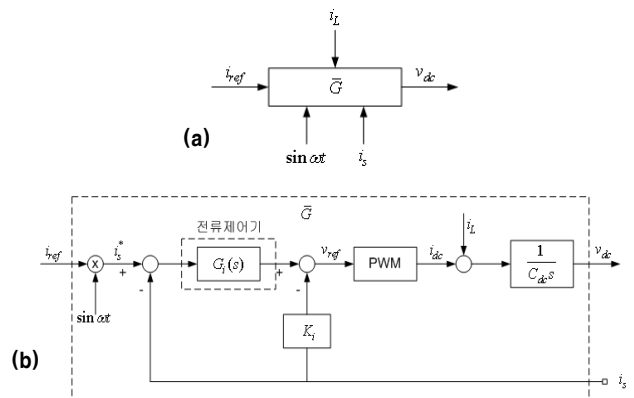 i_L
i_ref
G̅
v_dc
(a)
sin ωt
i_s
G̅
전류제어기
i_L
i_ref
i_s*
v_ref
i_dc
v_dc
x
+
-
G_i(s)
+
-
PWM
1
C_dc s
sin ωt
K_i
(b)
i_s